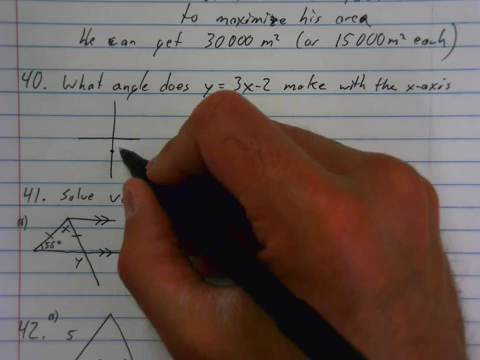 to maximize his area
He can get 30000 m² (or 15000 m² each)
40. What angle does y = 3x-2 make with the x-axis
41. Solve
a)
x
55°
y
42. a)
5